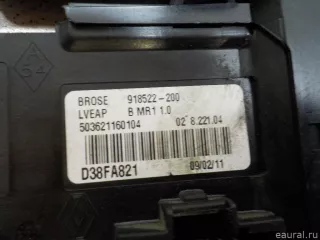 BROSE 918522-200
LVEAP B MR1 1.0
503621160104 02 8.221.04
D38FA821 09/02/11
eaural.ru